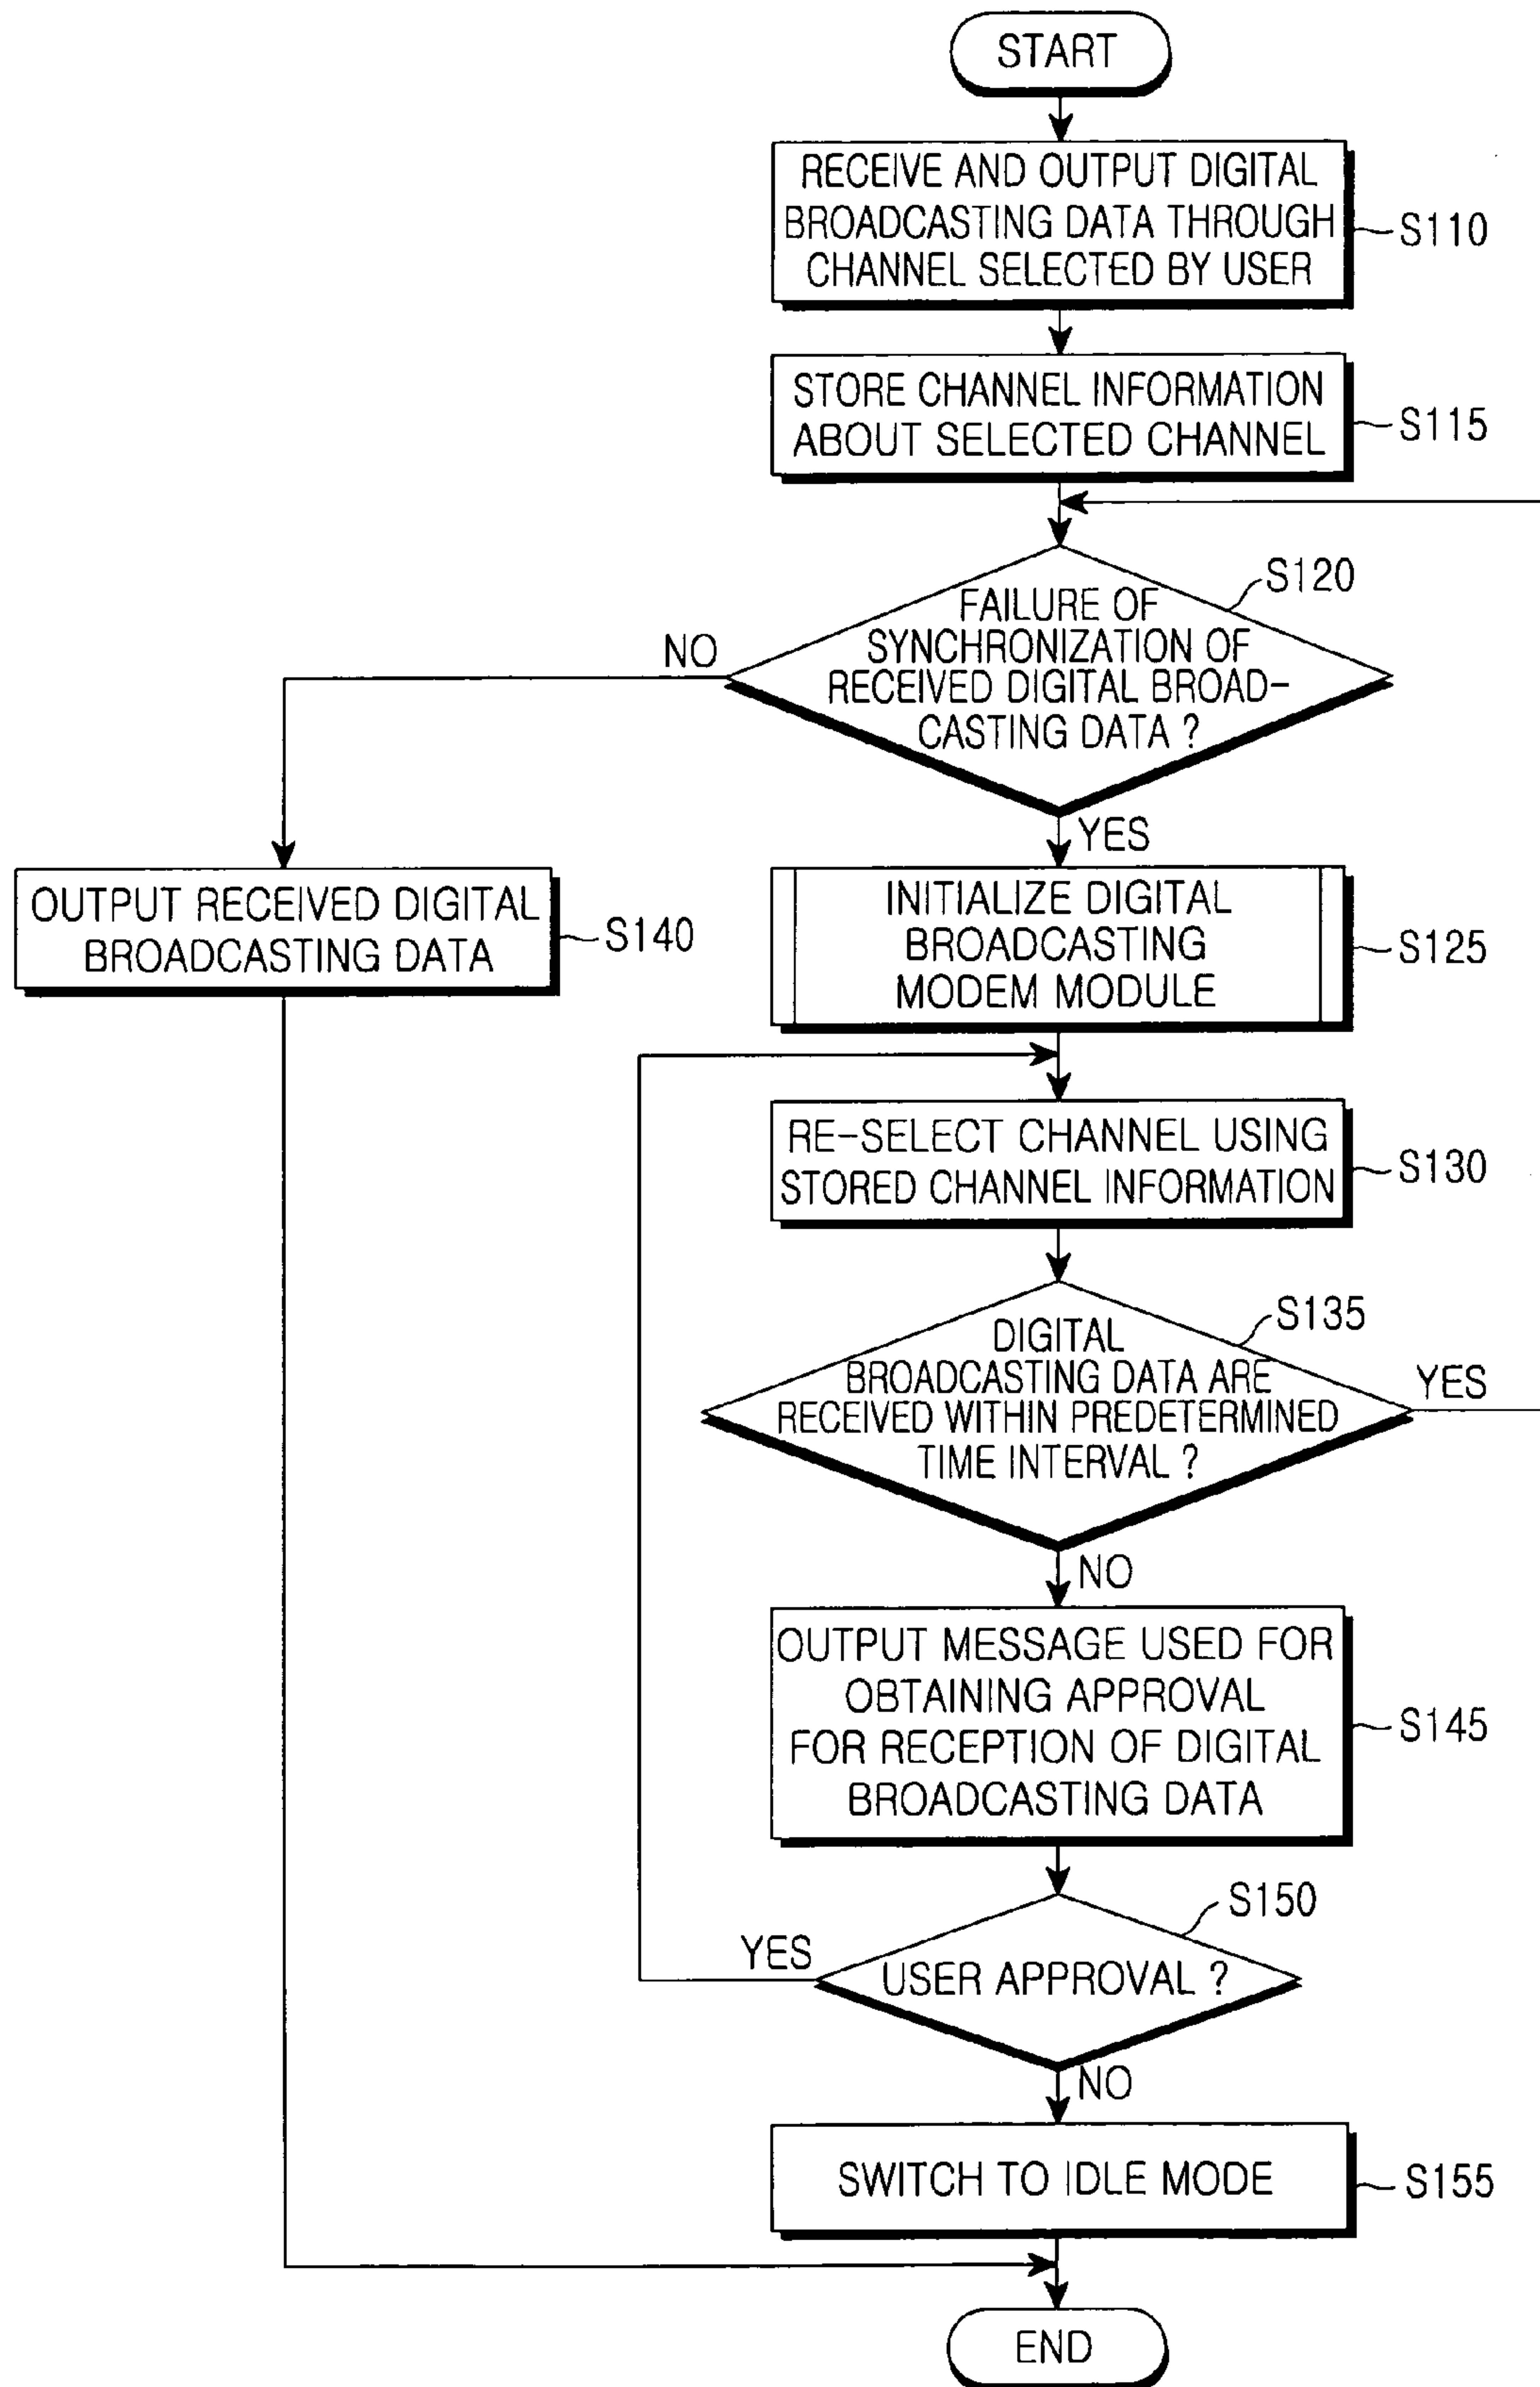 START
RECEIVE AND OUTPUT DIGITAL
BROADCASTING DATA THROUGH
CHANNEL SELECTED BY USER
S110
STORE CHANNEL INFORMATION
ABOUT SELECTED CHANNEL
S115
S120
FAILURE OF
SYNCHRONIZATION OF
RECEIVED DIGITAL BROAD-
CASTING DATA ?
NO
YES
OUTPUT RECEIVED DIGITAL
BROADCASTING DATA
S140
INITIALIZE DIGITAL
BROADCASTING
MODEM MODULE
S125
RE-SELECT CHANNEL USING
STORED CHANNEL INFORMATION
S130
S135
DIGITAL
BROADCASTING DATA ARE
RECEIVED WITHIN PREDETERMINED
TIME INTERVAL ?
YES
NO
OUTPUT MESSAGE USED FOR
OBTAINING APPROVAL
FOR RECEPTION OF DIGITAL
BROADCASTING DATA
S145
S150
YES
USER APPROVAL ?
NO
SWITCH TO IDLE MODE
S155
END